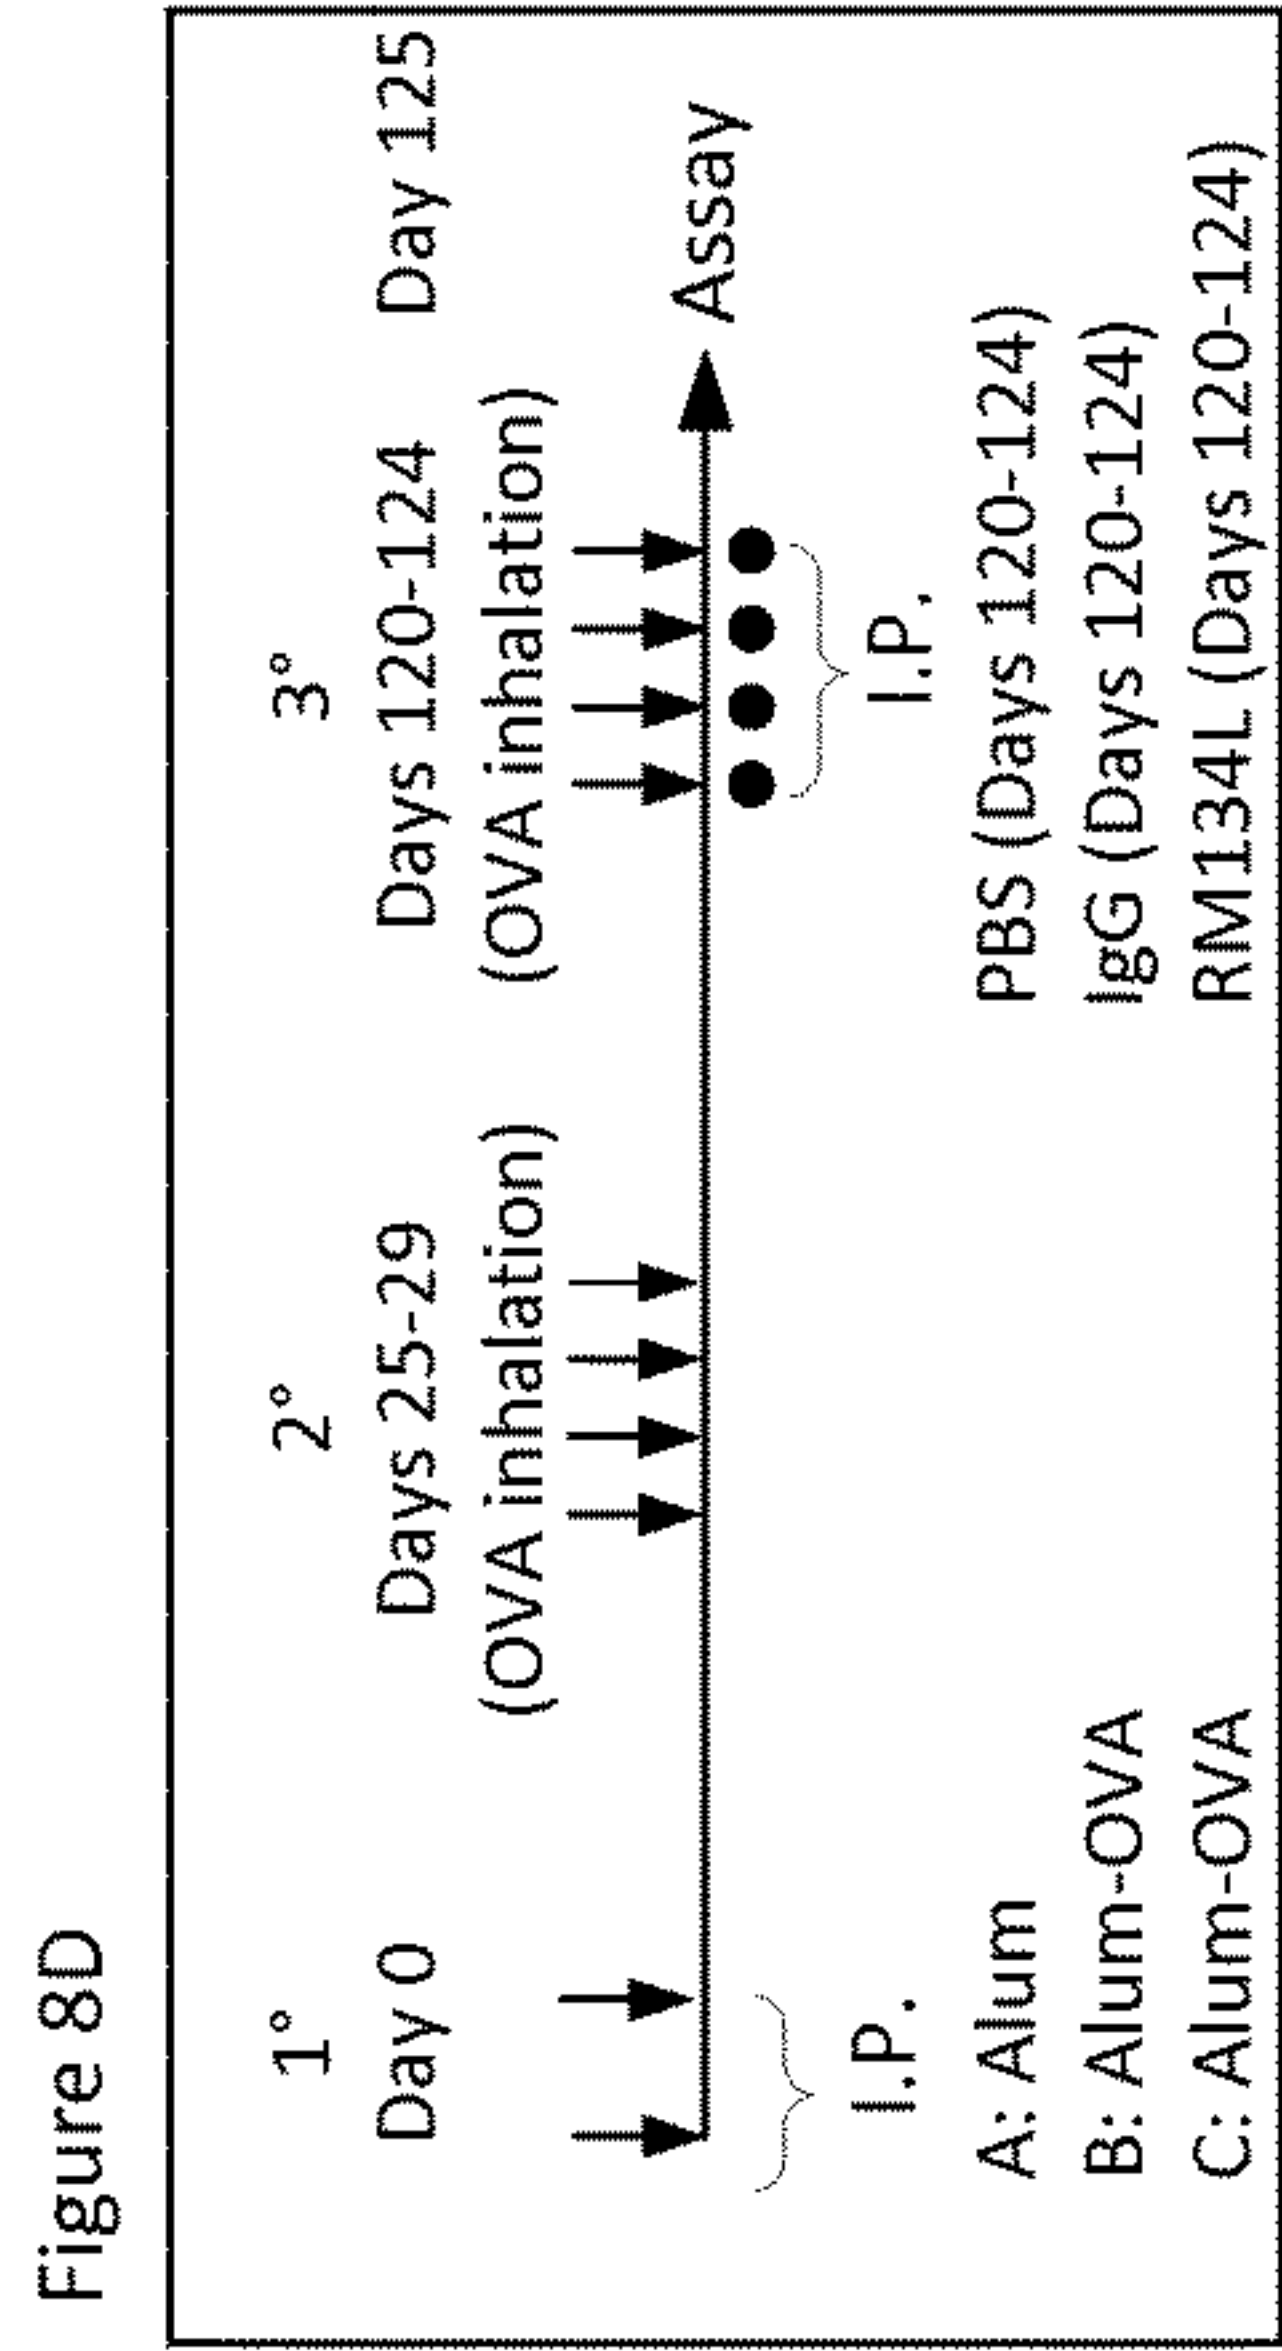 Figure 8D
1° 2° 3°
Day 0 Days 25-29 Days 120-124 Day 125
(OVA inhalation) (OVA inhalation)
Assay
I.P. I.P.
A: Alum PBS (Days 120-124)
B: Alum-OVA IgG (Days 120-124)
C: Alum-OVA RM134L (Days 120-124)